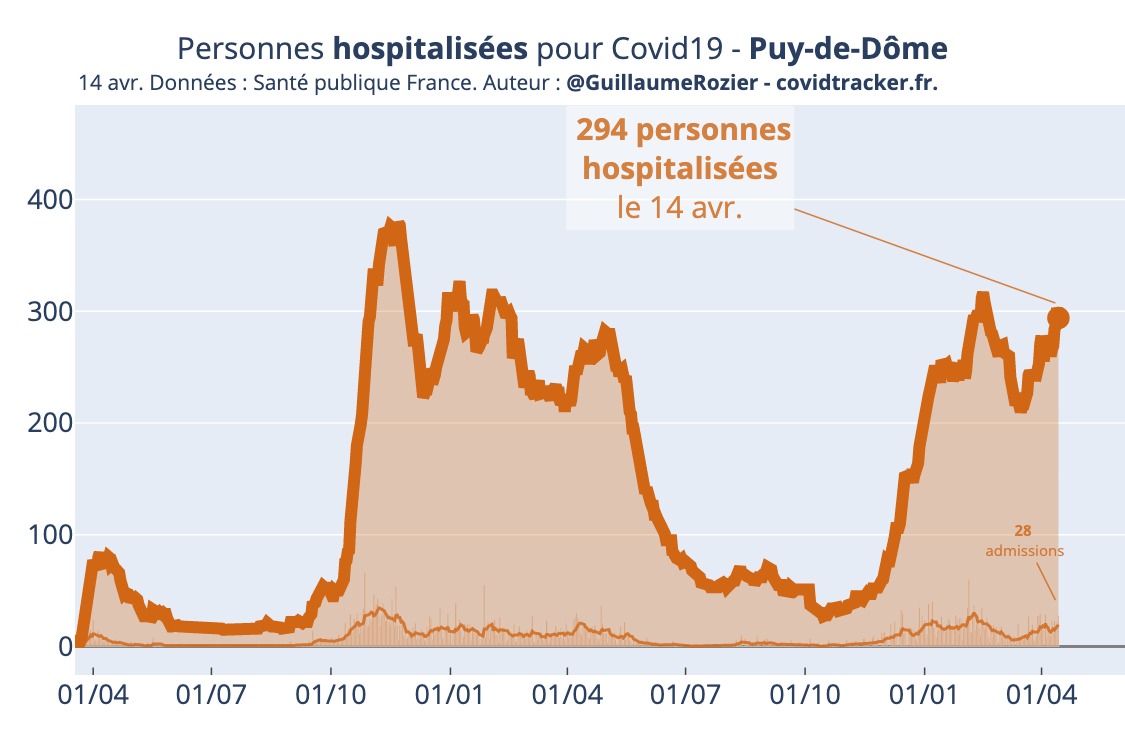 Personnes hospitalisées pour Covid19 - Puy-de-Dôme
14 avr. Données : Santé publique France. Auteur : @GuillaumeRozier - covidtracker.fr.
294 personnes
hospitalisées
le 14 avr.
400
300
200
100
28
admissions
0
01/04 01/07 01/10 01/01 01/04 01/07 01/10 01/01 01/04